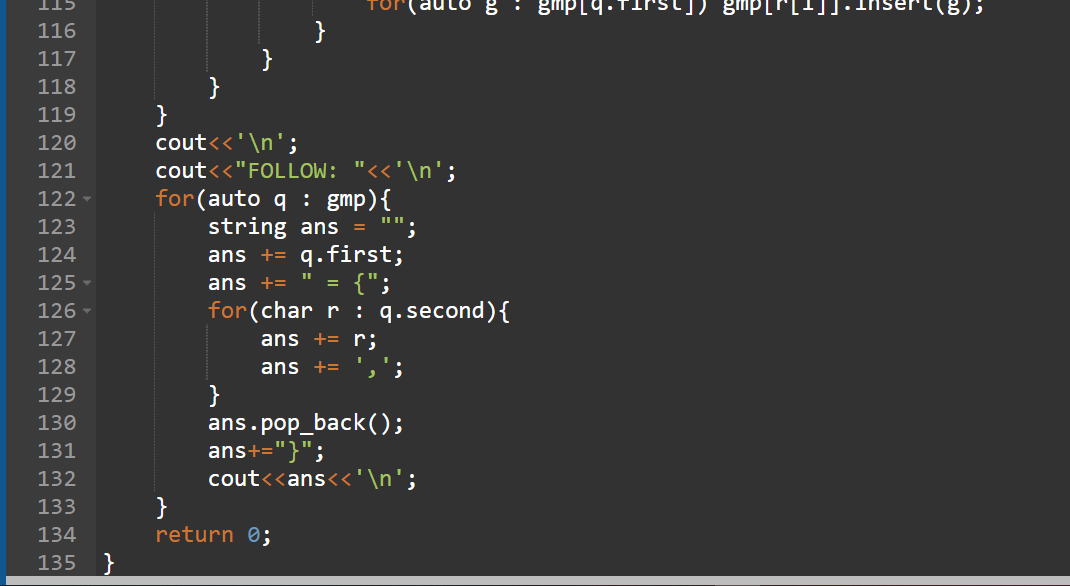 115                     for(auto g : gmp[q.first]) gmp[r[i]].insert(g);
116                 }
117             }
118         }
119     }
120     cout<<'\n';
121     cout<<"FOLLOW: "<<'\n';
122     for(auto q : gmp){
123         string ans = "";
124         ans += q.first;
125         ans += " = {";
126         for(char r : q.second){
127             ans += r;
128             ans += ',';
129         }
130         ans.pop_back();
131         ans+="}";
132         cout<<ans<<'\n';
133     }
134     return 0;
135 }